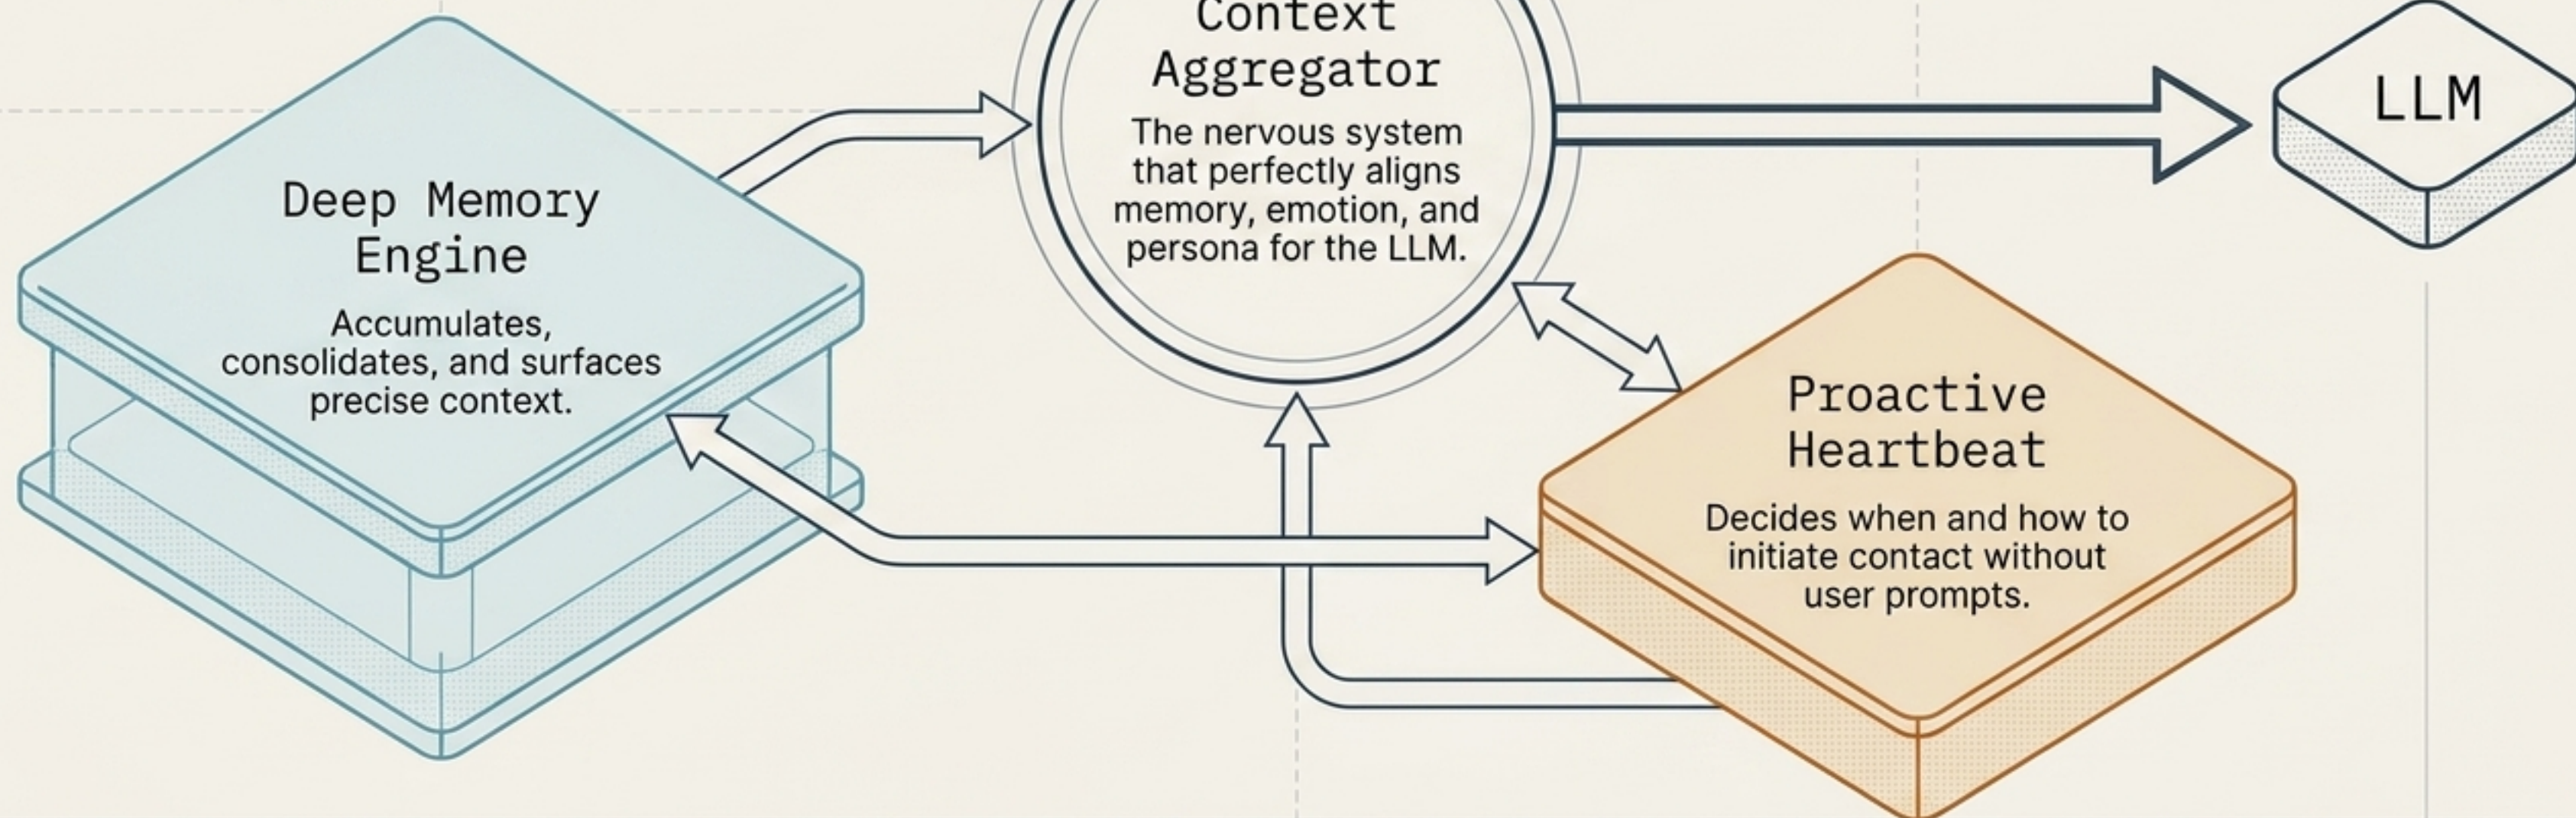 Context
Aggregator
The nervous system
that perfectly aligns
memory, emotion, and
persona for the LLM.
LLM
Deep Memory
Engine
Accumulates,
consolidates, and surfaces
precise context.
Proactive
Heartbeat
Decides when and how to
initiate contact without
user prompts.